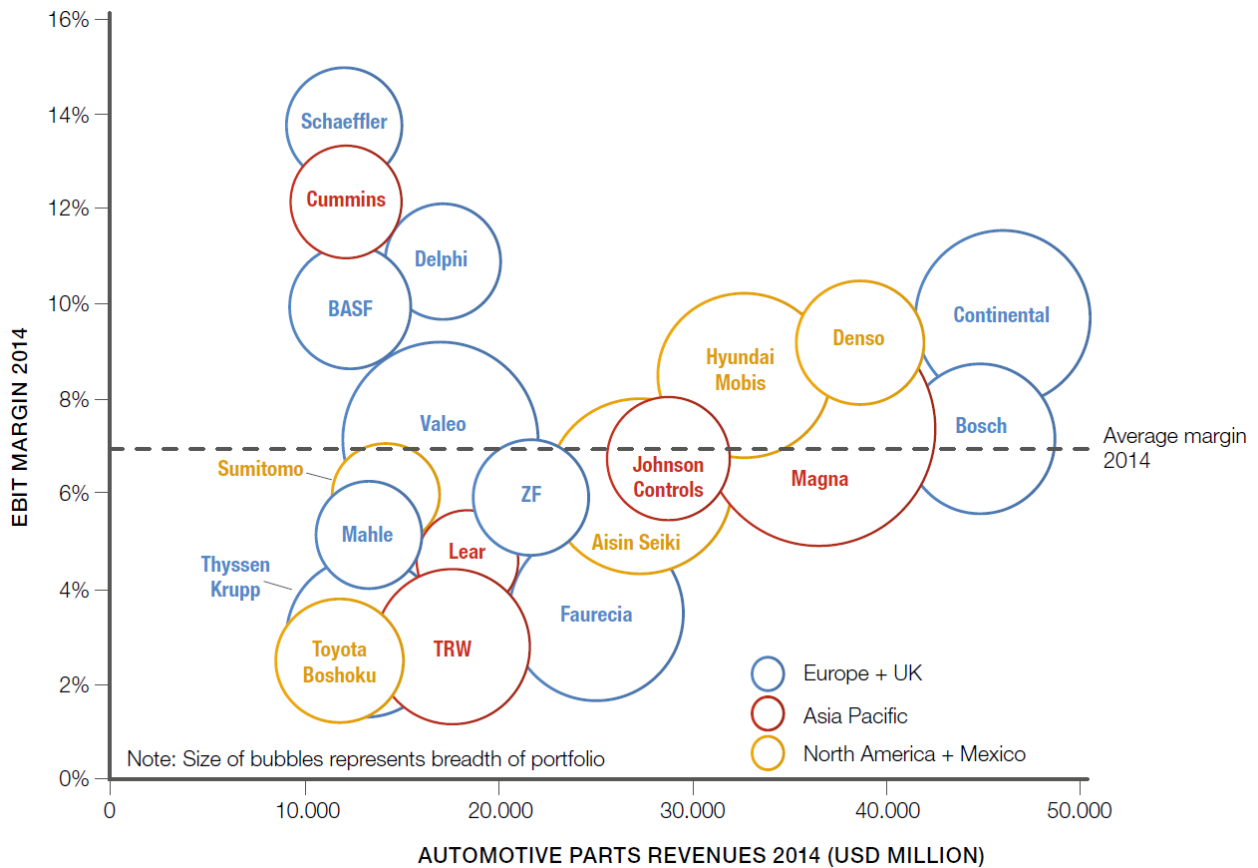 16%
14%
12%
10%
8%
6%
4%
2%
0%
EBIT MARGIN 2014
Schaeffler
Cummins
Delphi
BASF
Continental
Denso
Hyundai
Mobis
Valeo
Bosch
Average margin
2014
Sumitomo
Johnson
Controls
Magna
ZF
Mahle
Aisin Seiki
Lear
Thyssen
Krupp
Faurecia
Toyota
Boshoku
TRW
Europe + UK
Asia Pacific
North America + Mexico
Note: Size of bubbles represents breadth of portfolio
0
10.000
20.000
30.000
40.000
50.000
AUTOMOTIVE PARTS REVENUES 2014 (USD MILLION)